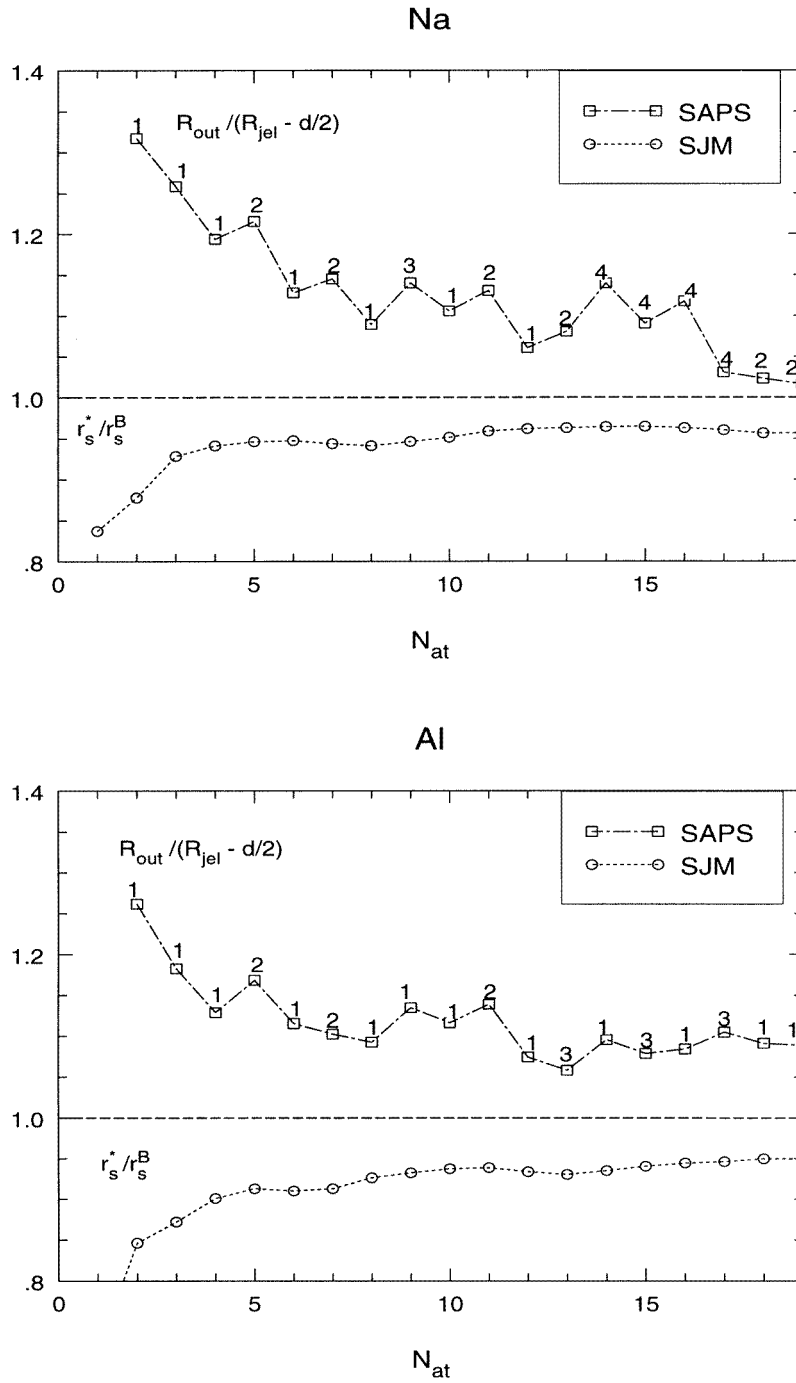 Na
1.4
R_out /(R_jel - d/2)
SAPS
SJM
1 1 1 2 1 2 1 3 1 2 1 2 4 4 4 4 2 2
1.2
1.0
r_s^* /r_s^B
.8
0 5 10 15
N_at
Al
1.4
R_out /(R_jel - d/2)
SAPS
SJM
1 1 1 2 1 2 1 1 1 2 1 3 1 3 1 3 1 1
1.2
1.0
r_s^* /r_s^B
.8
0 5 10 15
N_at